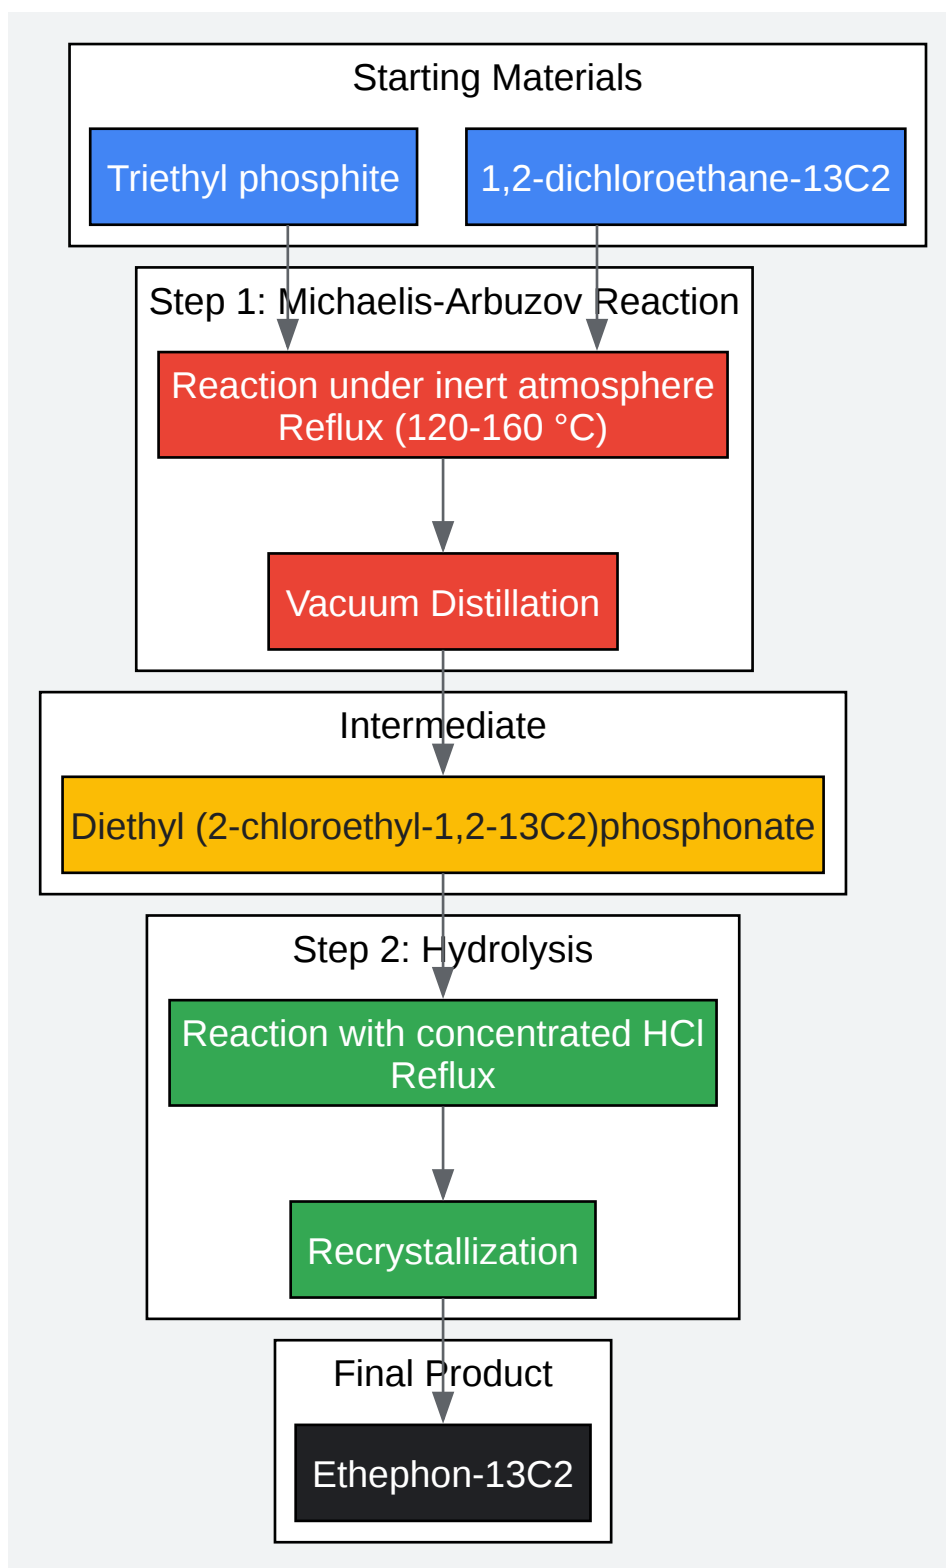 Starting Materials
Triethyl phosphite
1,2-dichloroethane-13C2
Step 1: Michaelis-Arbuzov Reaction
Reaction under inert atmosphere
Reflux (120-160 °C)
Vacuum Distillation
Intermediate
Diethyl (2-chloroethyl-1,2-13C2)phosphonate
Step 2: Hydrolysis
Reaction with concentrated HCl
Reflux
Recrystallization
Final Product
Ethephon-13C2